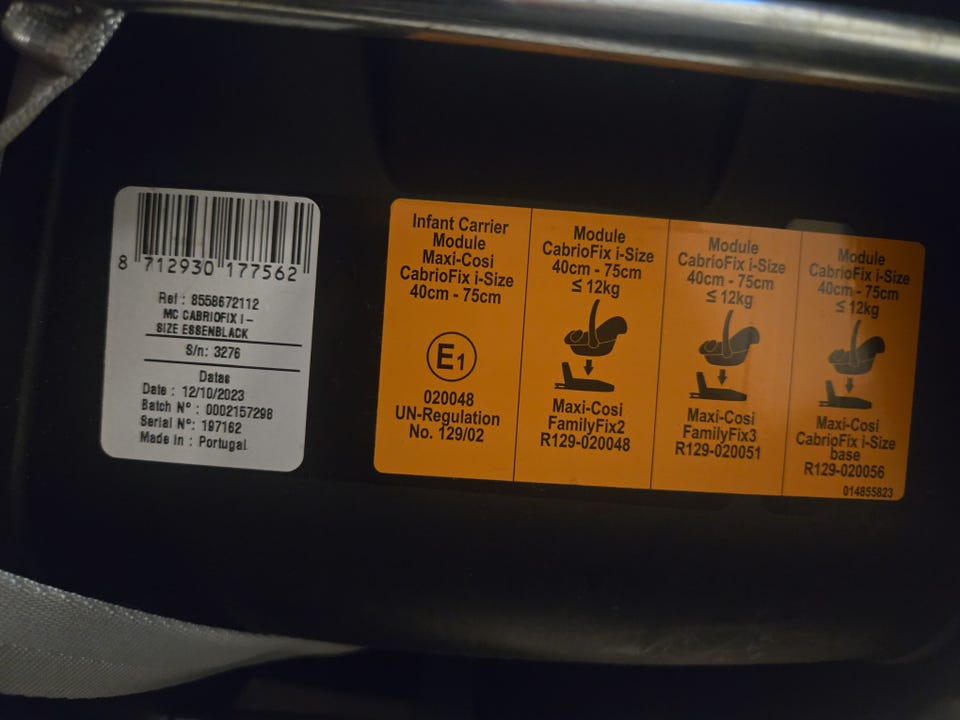 8 712930 177562
Ref : 8558672112
MC CABRIOFIX I-
SIZE ESSENBLACK
S/n: 3276
Datas
Date : 12/10/2023
Batch Nº : 0002157298
Serial Nº: 197162
Made in : Portugal
Infant Carrier
Module
Maxi-Cosi
CabrioFix i-Size
40cm - 75cm
E1
020048
UN-Regulation
No. 129/02
Module
CabrioFix i-Size
40cm - 75cm
≤ 12kg
Maxi-Cosi
FamilyFix2
R129-020048
Module
CabrioFix i-Size
40cm - 75cm
≤ 12kg
Maxi-Cosi
FamilyFix3
R129-020051
Module
CabrioFix i-Size
40cm - 75cm
≤ 12kg
Maxi-Cosi
CabrioFix i-Size
base
R129-020056
014855823